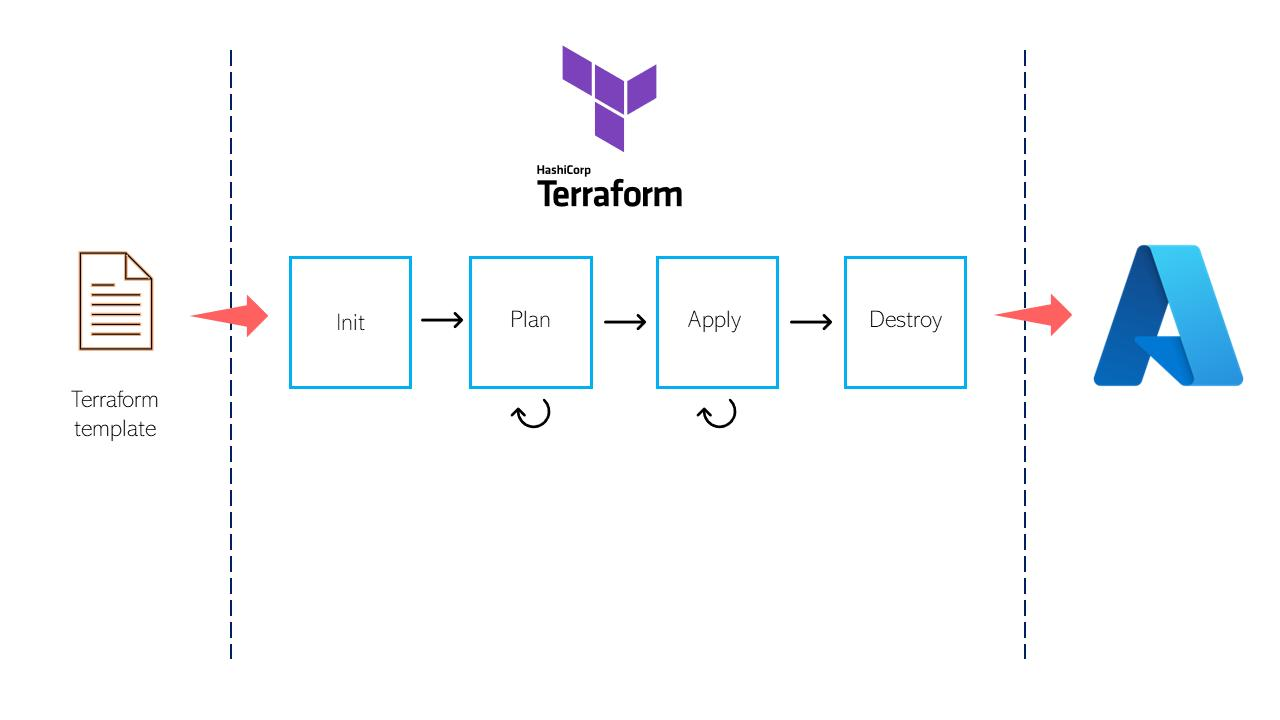 HashiCorp
Terraform
Init
Plan
Apply
Destroy
Terraform
template